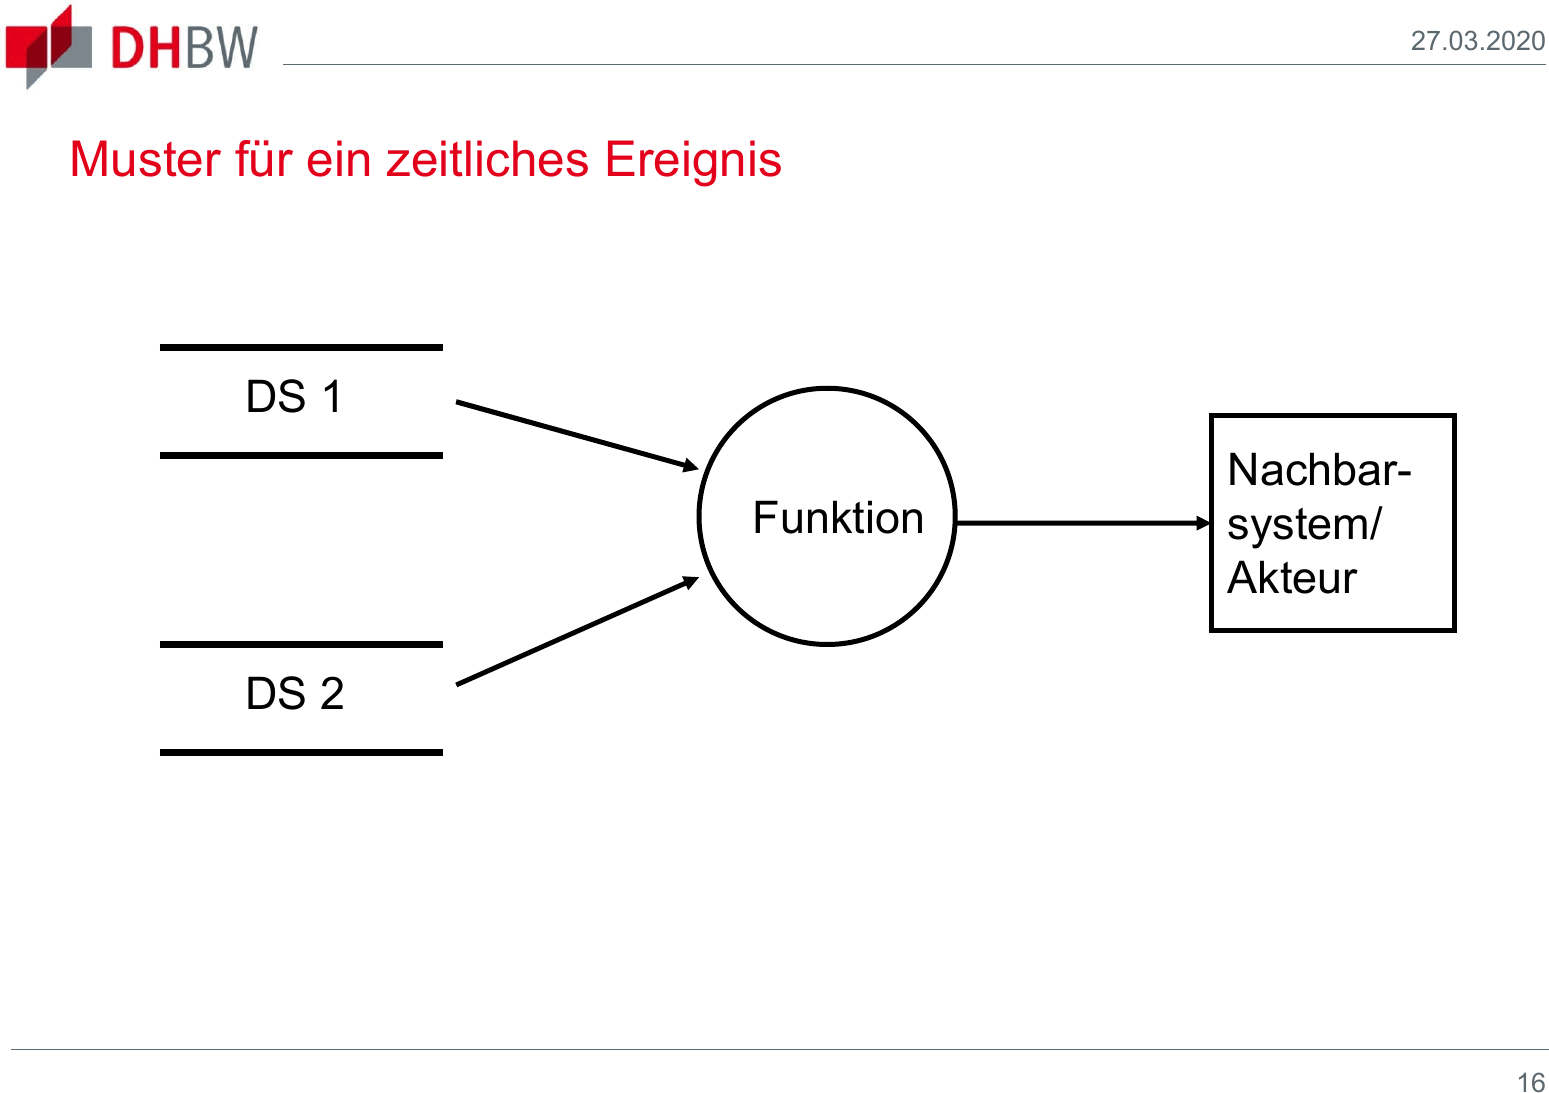 DHBW
27.03.2020
Muster für ein zeitliches Ereignis
DS 1
Funktion
Nachbar-
system/
Akteur
DS 2
16